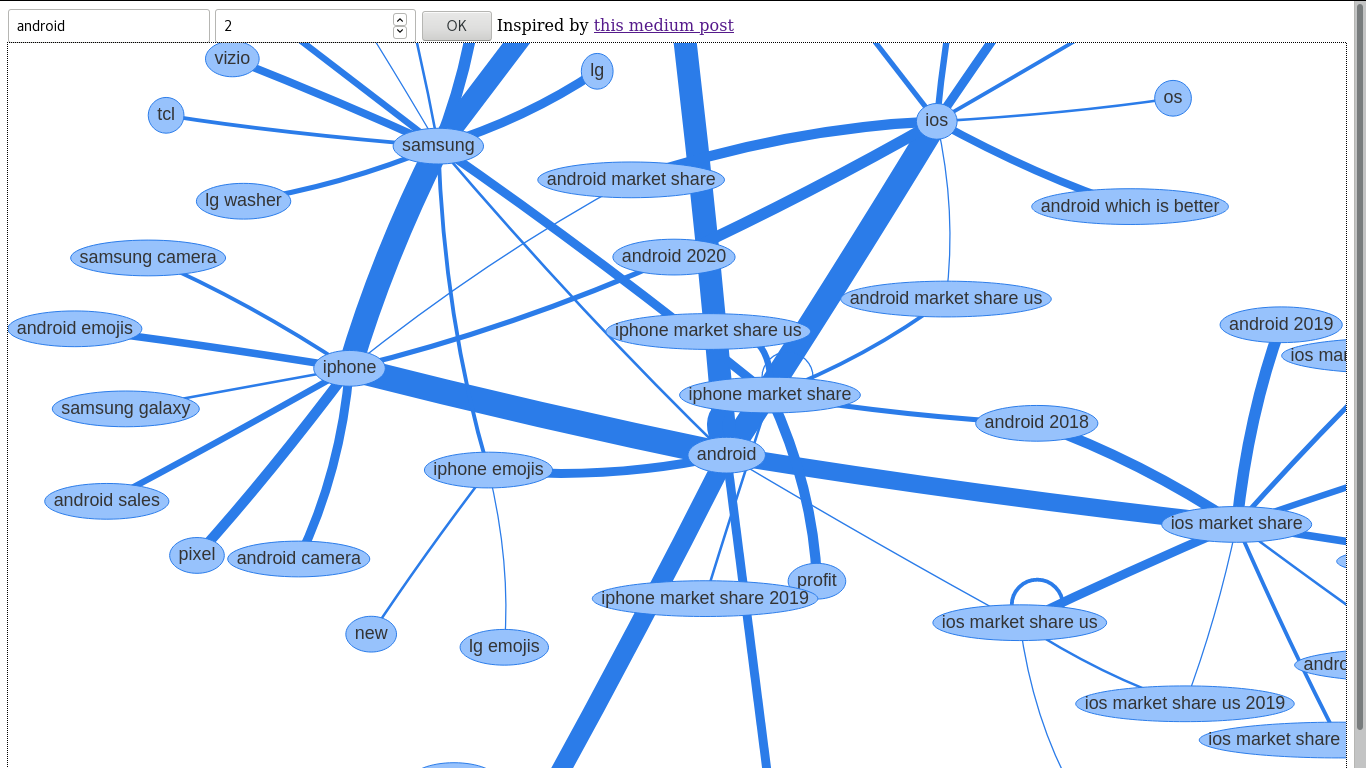 android
2
OK
Inspired by this medium post
vizio
lg
tcl
os
ios
samsung
android market share
lg washer
android which is better
samsung camera
android 2020
android market share us
android emojis
iphone market share us
android 2019
ios mar
iphone
iphone market share
samsung galaxy
android 2018
android
iphone emojis
android sales
ios market share
pixel
android camera
profit
iphone market share 2019
ios market share us
new
lg emojis
andro
ios market share us 2019
ios market share